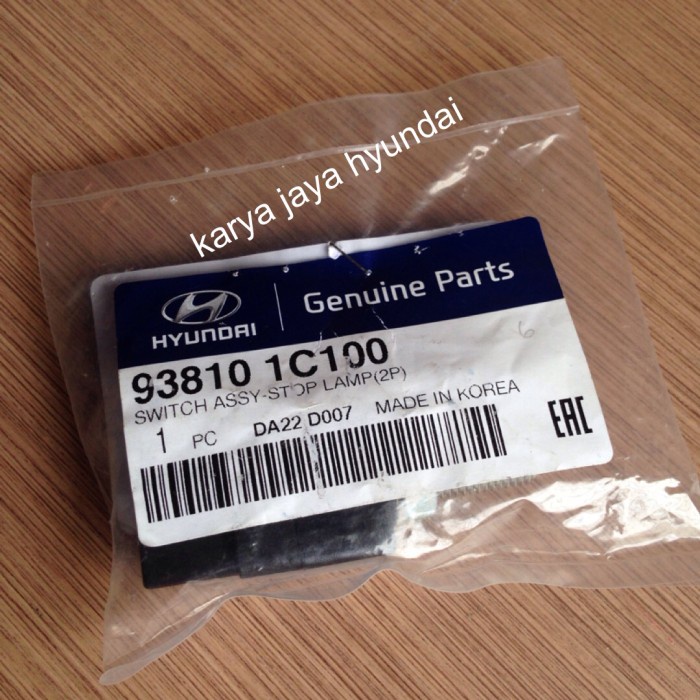 karya jaya hyundai
HYUNDAI
Genuine Parts
93810 1C100
SWITCH ASSY-STOP LAMP(2P)
1 PC DA22 D007 MADE IN KOREA
EAC
6